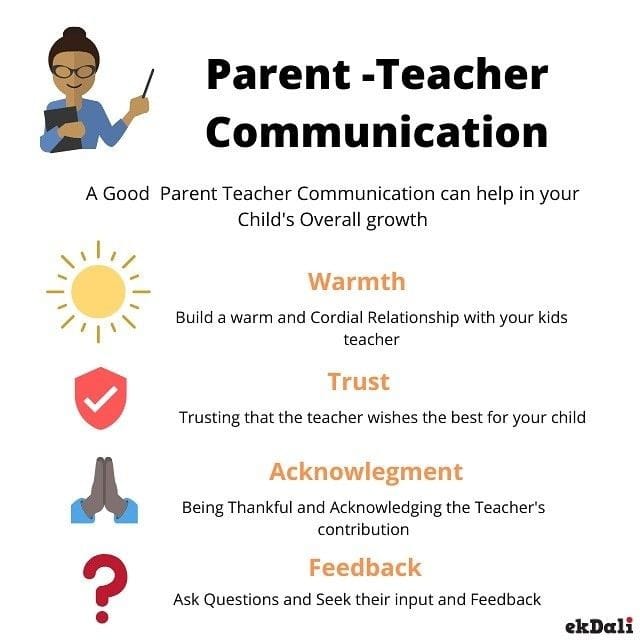 Parent -Teacher
Communication
A Good  Parent Teacher Communication can help in your
Child's Overall growth
Warmth
Build a warm and Cordial Relationship with your kids
teacher
Trust
Trusting that the teacher wishes the best for your child
Acknowlegment
Being Thankful and Acknowledging the Teacher's
contribution
Feedback
Ask Questions and Seek their input and Feedback
ekDali